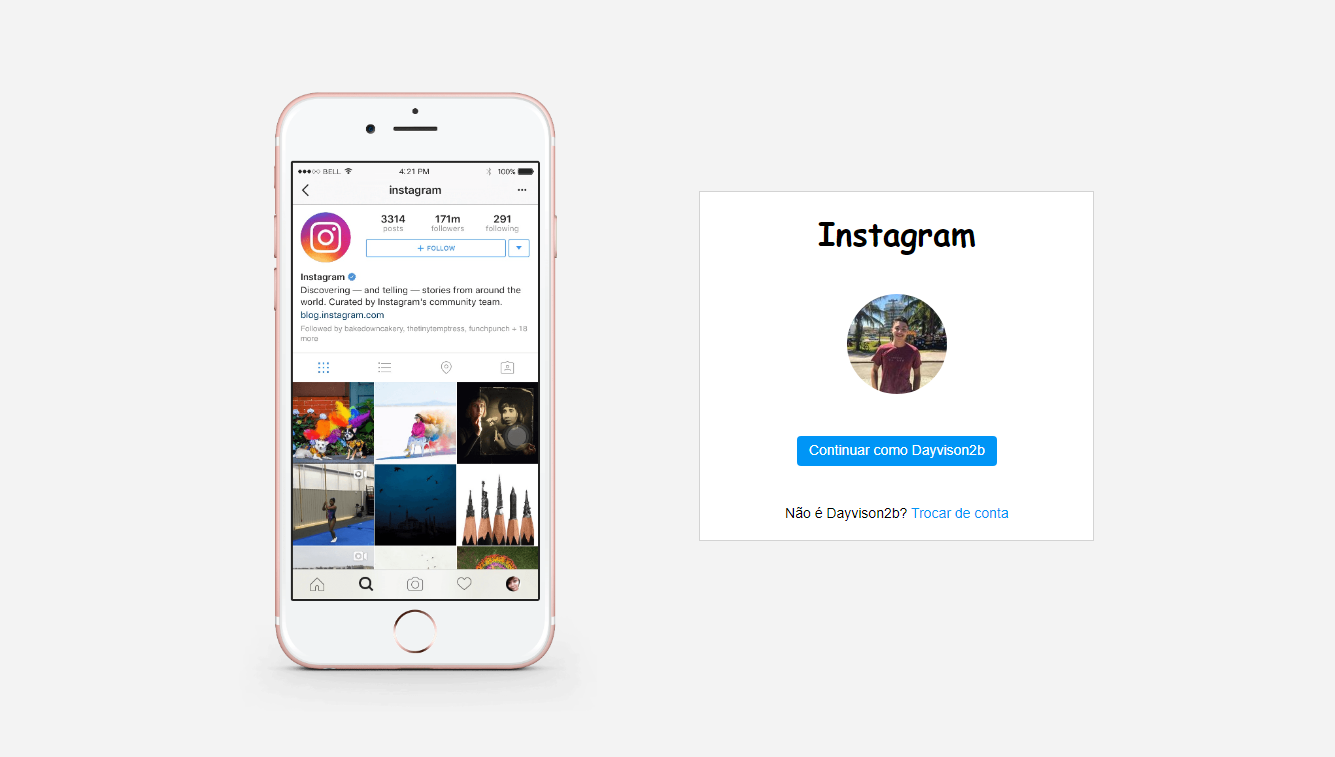 BELL 4:21 PM 100%
instagram
3314 171m 291
posts followers following
+ FOLLOW
Instagram
Discovering — and telling — stories from around the
world. Curated by Instagram's community team.
blog.instagram.com
Followed by bakedowncakery, thetinytemptress, funchpunch + 18
more
Instagram
Continuar como Dayvison2b
Não é Dayvison2b? Trocar de conta